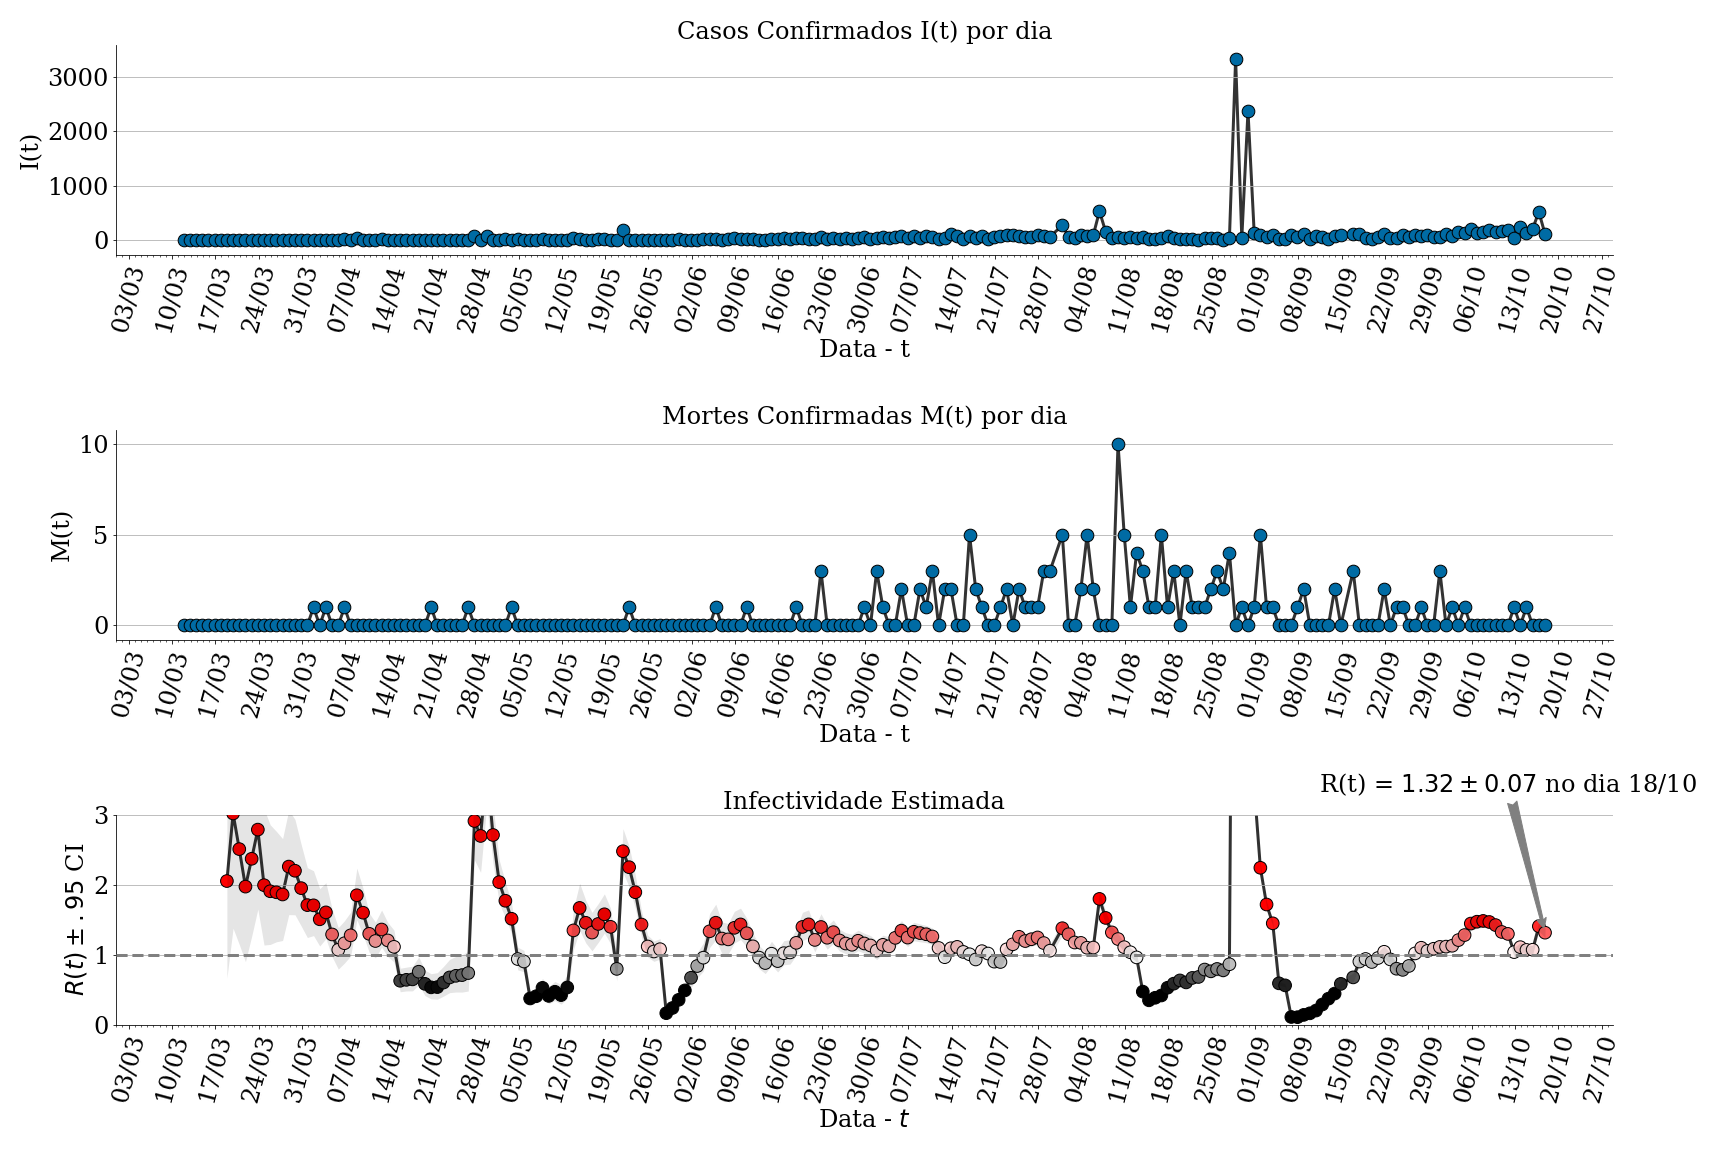 Casos Confirmados I(t) por dia
I(t)
3000
2000
1000
0
03/03 10/03 17/03 24/03 31/03 07/04 14/04 21/04 28/04 05/05 12/05 19/05 26/05 02/06 09/06 16/06 23/06 30/06 07/07 14/07 21/07 28/07 04/08 11/08 18/08 25/08 01/09 08/09 15/09 22/09 29/09 06/10 13/10 20/10 27/10
Data - t
Mortes Confirmadas M(t) por dia
M(t)
10
5
0
03/03 10/03 17/03 24/03 31/03 07/04 14/04 21/04 28/04 05/05 12/05 19/05 26/05 02/06 09/06 16/06 23/06 30/06 07/07 14/07 21/07 28/07 04/08 11/08 18/08 25/08 01/09 08/09 15/09 22/09 29/09 06/10 13/10 20/10 27/10
Data - t
R(t) = 1.32 ± 0.07 no dia 18/10
Infectividade Estimada
R(t) ± .95 CI
3
2
1
0
03/03 10/03 17/03 24/03 31/03 07/04 14/04 21/04 28/04 05/05 12/05 19/05 26/05 02/06 09/06 16/06 23/06 30/06 07/07 14/07 21/07 28/07 04/08 11/08 18/08 25/08 01/09 08/09 15/09 22/09 29/09 06/10 13/10 20/10 27/10
Data - t